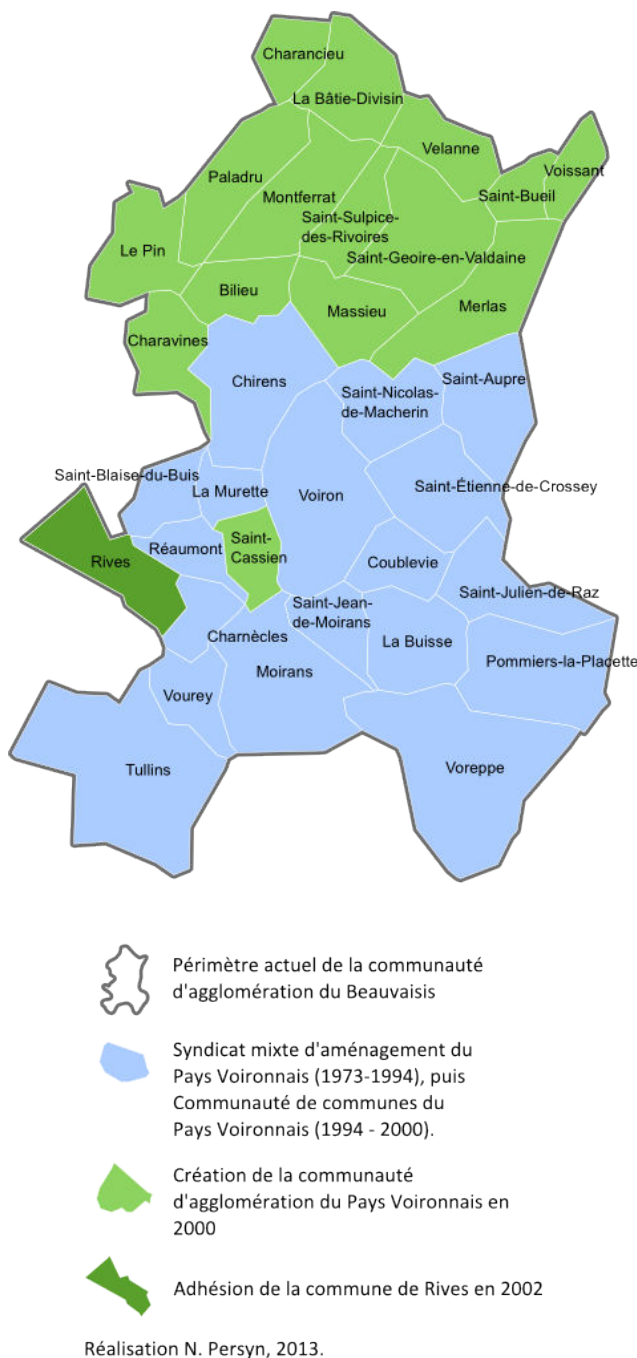 Charancieu
La Bâtie-Divisin
Velanne
Voissant
Paladru
Saint-Bueil
Montferrat
Saint-Sulpice-
des-Rivoires
Le Pin
Saint-Geoire-en-Valdaine
Bilieu
Massieu
Merlas
Charavines
Chirens
Saint-Nicolas-
de-Macherin
Saint-Aupre
Saint-Blaise-du-Buis
La Murette
Voiron
Saint-Étienne-de-Crossey
Rives
Réaumont
Saint-
Cassien
Coublevie
Saint-Julien-de-Raz
Saint-Jean-
de-Moirans
Charnècles
La Buisse
Moirans
Pommiers-la-Placette
Vourey
Tullins
Voreppe
Périmètre actuel de la communauté
d'agglomération du Beauvaisis
Syndicat mixte d'aménagement du
Pays Voironnais (1973-1994), puis
Communauté de communes du
Pays Voironnais (1994 - 2000).
Création de la communauté
d'agglomération du Pays Voironnais en
2000
Adhésion de la commune de Rives en 2002
Réalisation N. Persyn, 2013.